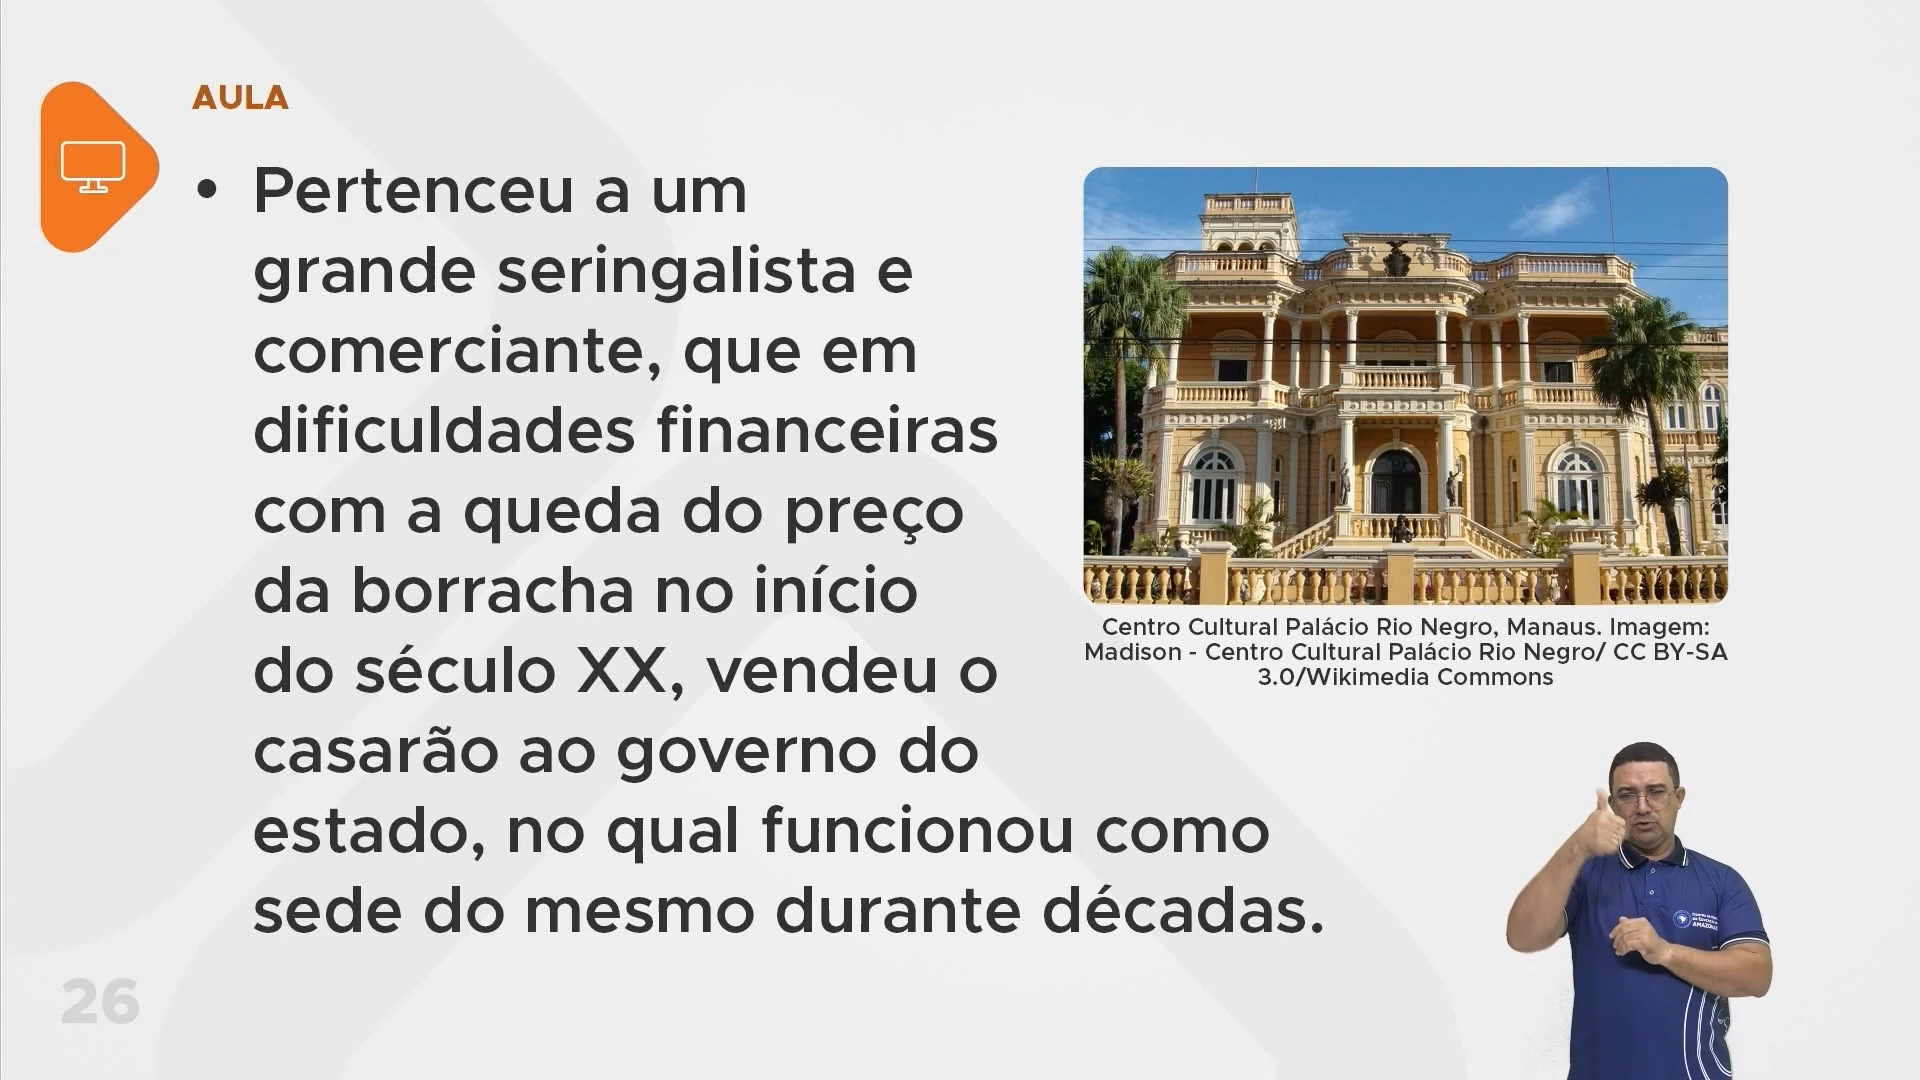 AULA
• Pertenceu a um
grande seringalista e
comerciante, que em
dificuldades financeiras
com a queda do preço
da borracha no início
do século XX, vendeu o
casarão ao governo do
estado, no qual funcionou como
sede do mesmo durante décadas.
Centro Cultural Palácio Rio Negro, Manaus. Imagem:
Madison - Centro Cultural Palácio Rio Negro/ CC BY-SA
3.0/Wikimedia Commons
AMAZONAS
26